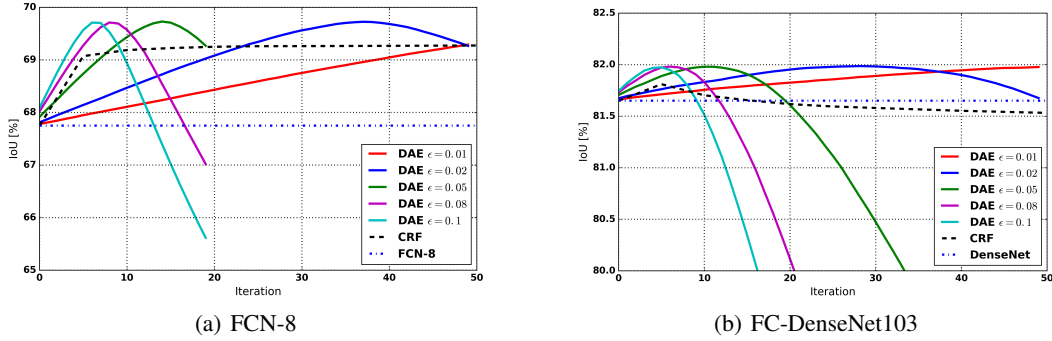 70
69
68
67
66
65
IoU [%]
0
10
20
30
40
50
Iteration
DAE ϵ=0.01
DAE ϵ=0.02
DAE ϵ=0.05
DAE ϵ=0.08
DAE ϵ=0.1
CRF
FCN-8
(a) FCN-8
82.5
82.0
81.5
81.0
80.5
80.0
IoU [%]
0
10
20
30
40
50
Iteration
DAE ϵ=0.01
DAE ϵ=0.02
DAE ϵ=0.05
DAE ϵ=0.08
DAE ϵ=0.1
CRF
DenseNet
(b) FC-DenseNet103